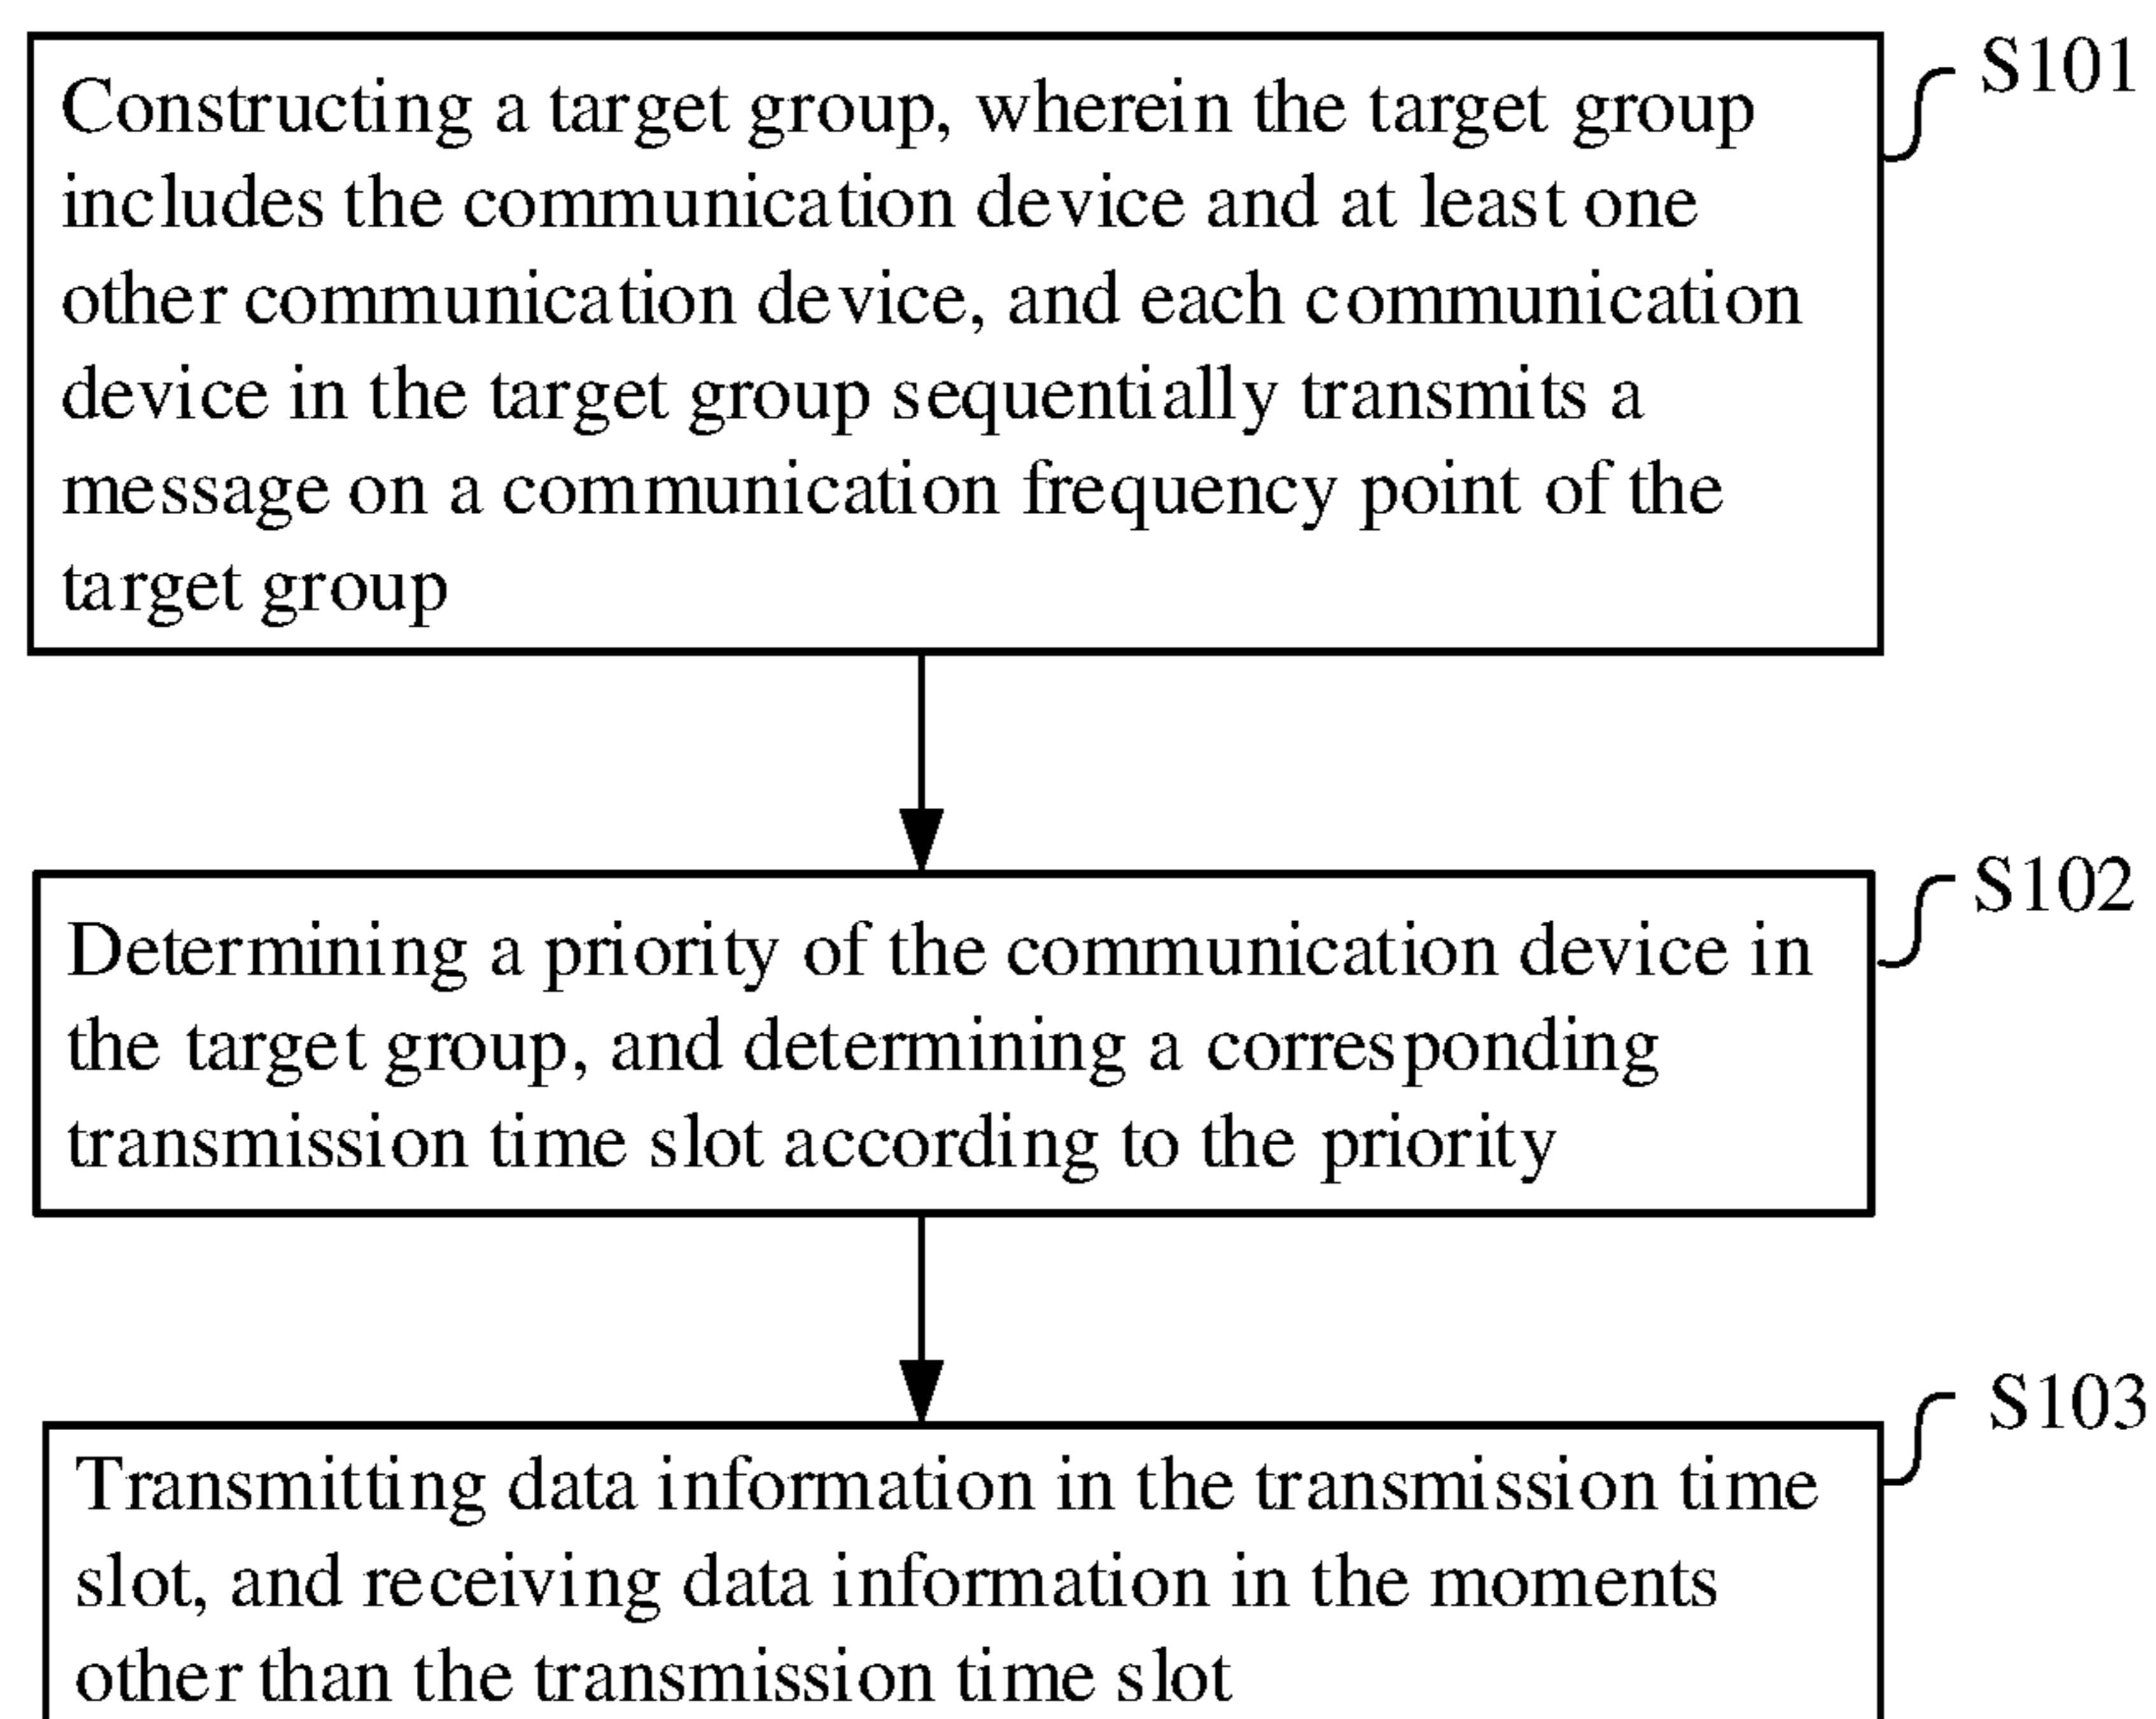 S101
Constructing a target group, wherein the target group
includes the communication device and at least one
other communication device, and each communication
device in the target group sequentially transmits a
message on a communication frequency point of the
target group
S102
Determining a priority of the communication device in
the target group, and determining a corresponding
transmission time slot according to the priority
S103
Transmitting data information in the transmission time
slot, and receiving data information in the moments
other than the transmission time slot